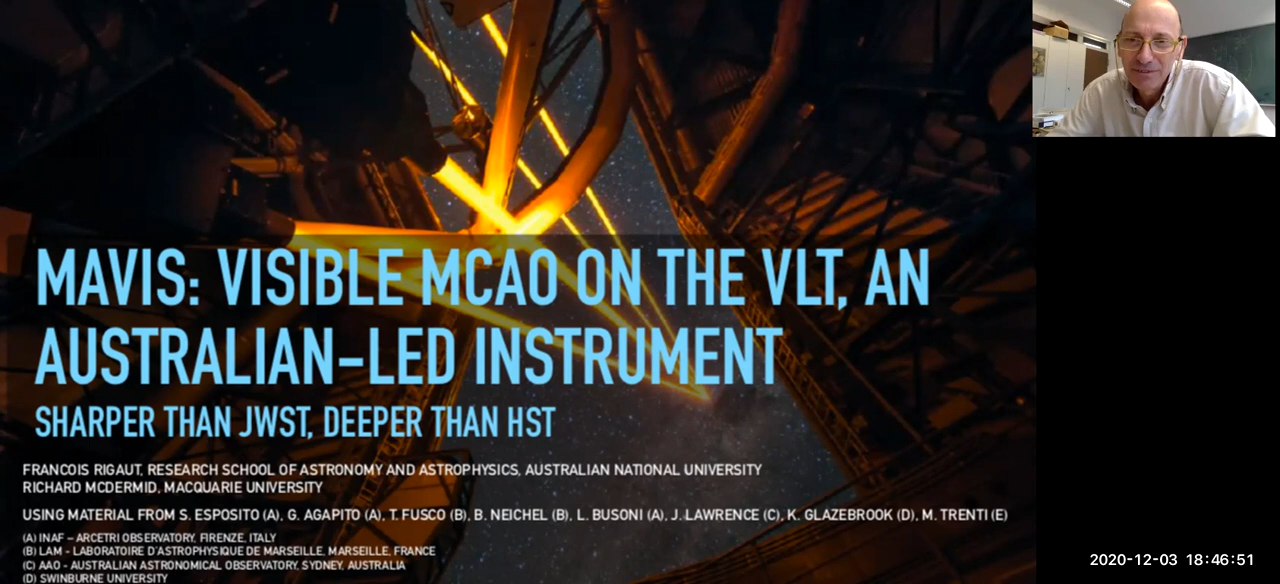 MAVIS: VISIBLE MCAO ON THE VLT, AN
AUSTRALIAN-LED INSTRUMENT
SHARPER THAN JWST, DEEPER THAN HST
FRANCOIS RIGAUT, RESEARCH SCHOOL OF ASTRONOMY AND ASTROPHYSICS, AUSTRALIAN NATIONAL UNIVERSITY
RICHARD MCDERMID, MACQUARIE UNIVERSITY
USING MATERIAL FROM S. ESPOSITO (A), G. AGAPITO (A), T. FUSCO (B), B. NEICHEL (B), L. BUSONI (A), J. LAWRENCE (C), K. GLAZEBROOK (D), M. TRENTI (E)
(A) INAF – ARCETRI OBSERVATORY, FIRENZE, ITALY
(B) LAM - LABORATOIRE D'ASTROPHYSIQUE DE MARSEILLE, MARSEILLE, FRANCE
(C) AAO - AUSTRALIAN ASTRONOMICAL OBSERVATORY, SYDNEY, AUSTRALIA
(D) SWINBURNE UNIVERSITY
2020-12-03 18:46:51